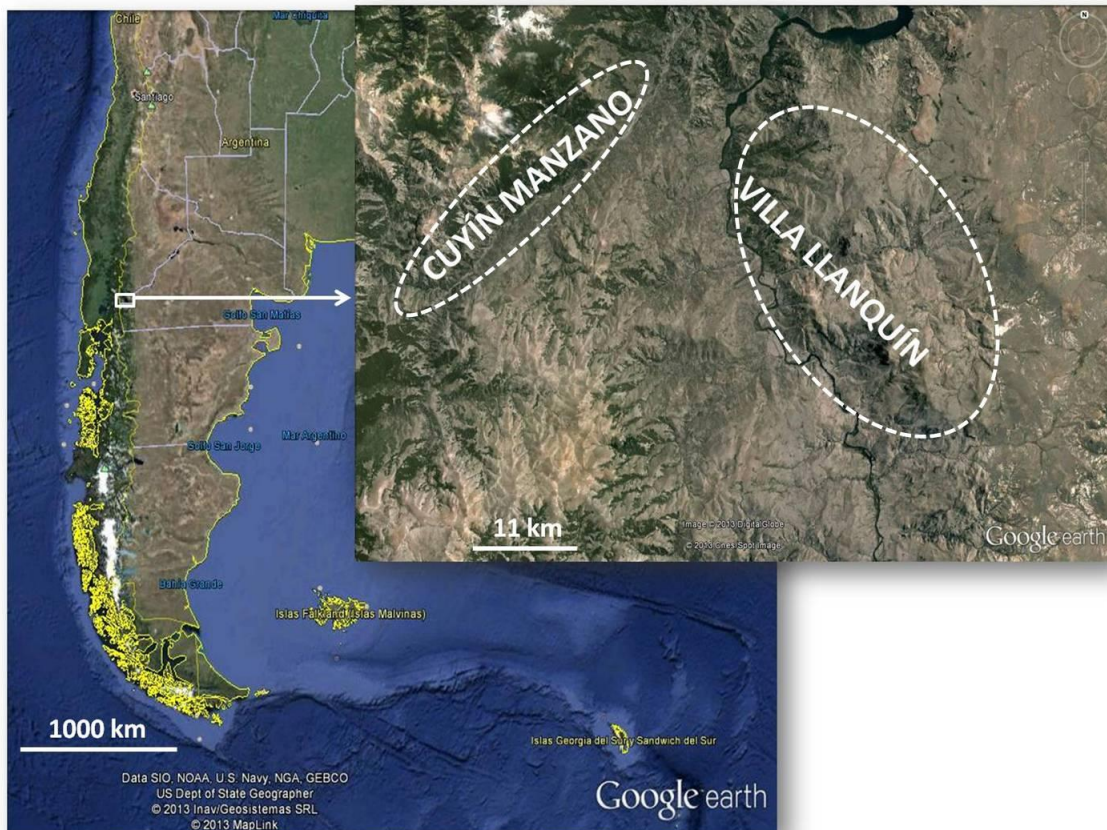 Chile
Mar Chiquita
Santiago
Argentina
Golfo San Matías
Mar Argentino
Golfo San Jorge
Bahía Grande
Islas Falkland (Islas Malvinas)
Islas Georgia del Sur y Sandwich del Sur
1000 km
Data SIO, NOAA, U.S. Navy, NGA, GEBCO
US Dept of State Geographer
© 2013 Inav/Geosistemas SRL
© 2013 MapLink
Google earth
N
CUYÍN MANZANO
VILLA LLANQUÍN
11 km
Image © 2013 DigitalGlobe
© 2013 Cnes/Spot Image
Google earth